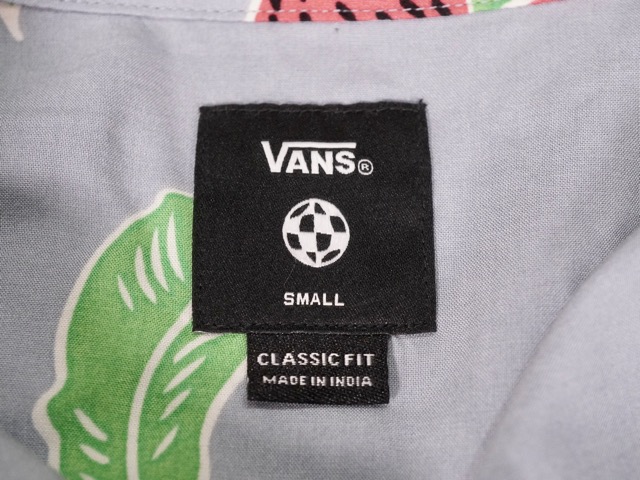 VANS®
SMALL
CLASSIC FIT
MADE IN INDIA